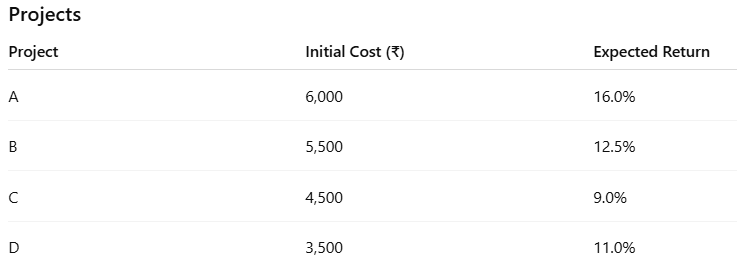 Projects
Project Initial Cost (₹) Expected Return
A 6,000 16.0%
B 5,500 12.5%
C 4,500 9.0%
D 3,500 11.0%